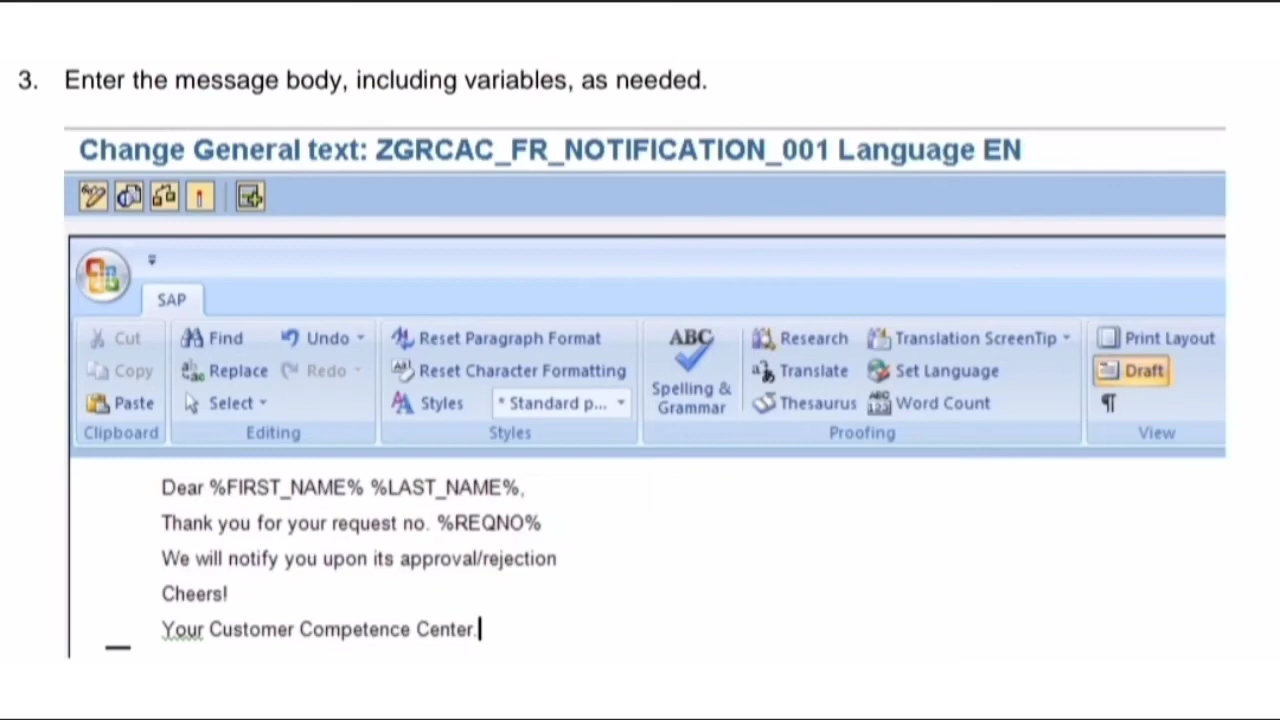 3. Enter the message body, including variables, as needed.
Change General text: ZGRCAC_FR_NOTIFICATION_001 Language EN
SAP
Cut
Copy
Paste
Clipboard
Find
Undo
Replace
Redo
Select
Editing
Reset Paragraph Format
Reset Character Formatting
Styles
* Standard p...
Styles
ABC
Spelling &
Grammar
Research
Translation ScreenTip
Translate
Set Language
Thesaurus
ABC
123
Word Count
Proofing
Print Layout
Draft
¶
View
Dear %FIRST_NAME% %LAST_NAME%,
Thank you for your request no. %REQNO%
We will notify you upon its approval/rejection
Cheers!
Your Customer Competence Center.